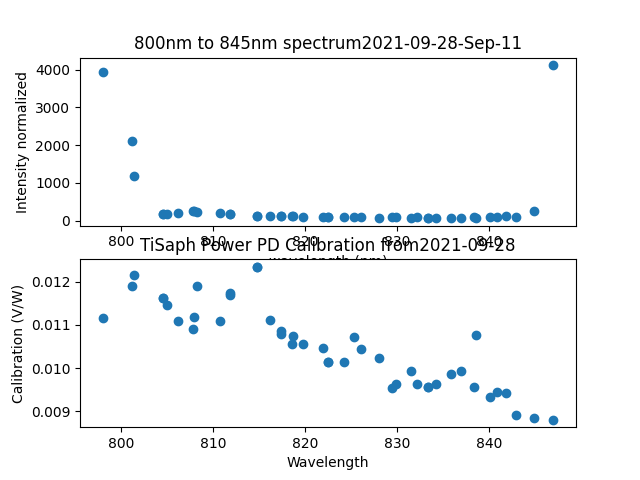 800nm to 845nm spectrum2021-09-28-Sep-11
Intensity normalized
4000
3000
2000
1000
0
800 810 820 830 840
wavelength (nm)
TiSaph Power PD Calibration from2021-09-28
Calibration (V/W)
0.012
0.011
0.010
0.009
800 810 820 830 840
Wavelength